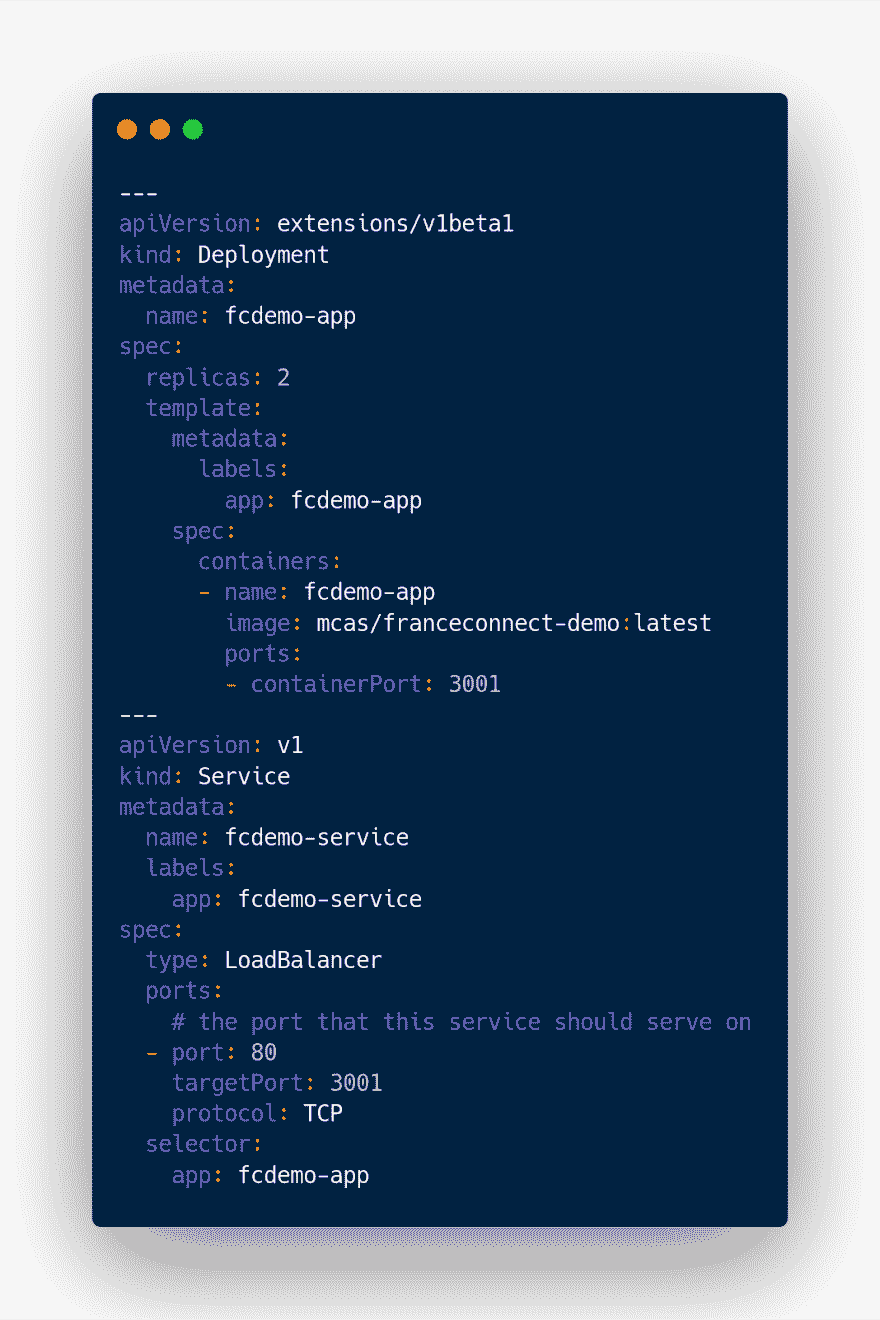 ---
apiVersion: extensions/v1beta1
kind: Deployment
metadata:
  name: fcdemo-app
spec:
  replicas: 2
  template:
    metadata:
      labels:
        app: fcdemo-app
    spec:
      containers:
      - name: fcdemo-app
        image: mcas/franceconnect-demo:latest
        ports:
        - containerPort: 3001
---
apiVersion: v1
kind: Service
metadata:
  name: fcdemo-service
  labels:
    app: fcdemo-service
spec:
  type: LoadBalancer
  ports:
    # the port that this service should serve on
  - port: 80
    targetPort: 3001
    protocol: TCP
  selector:
    app: fcdemo-app